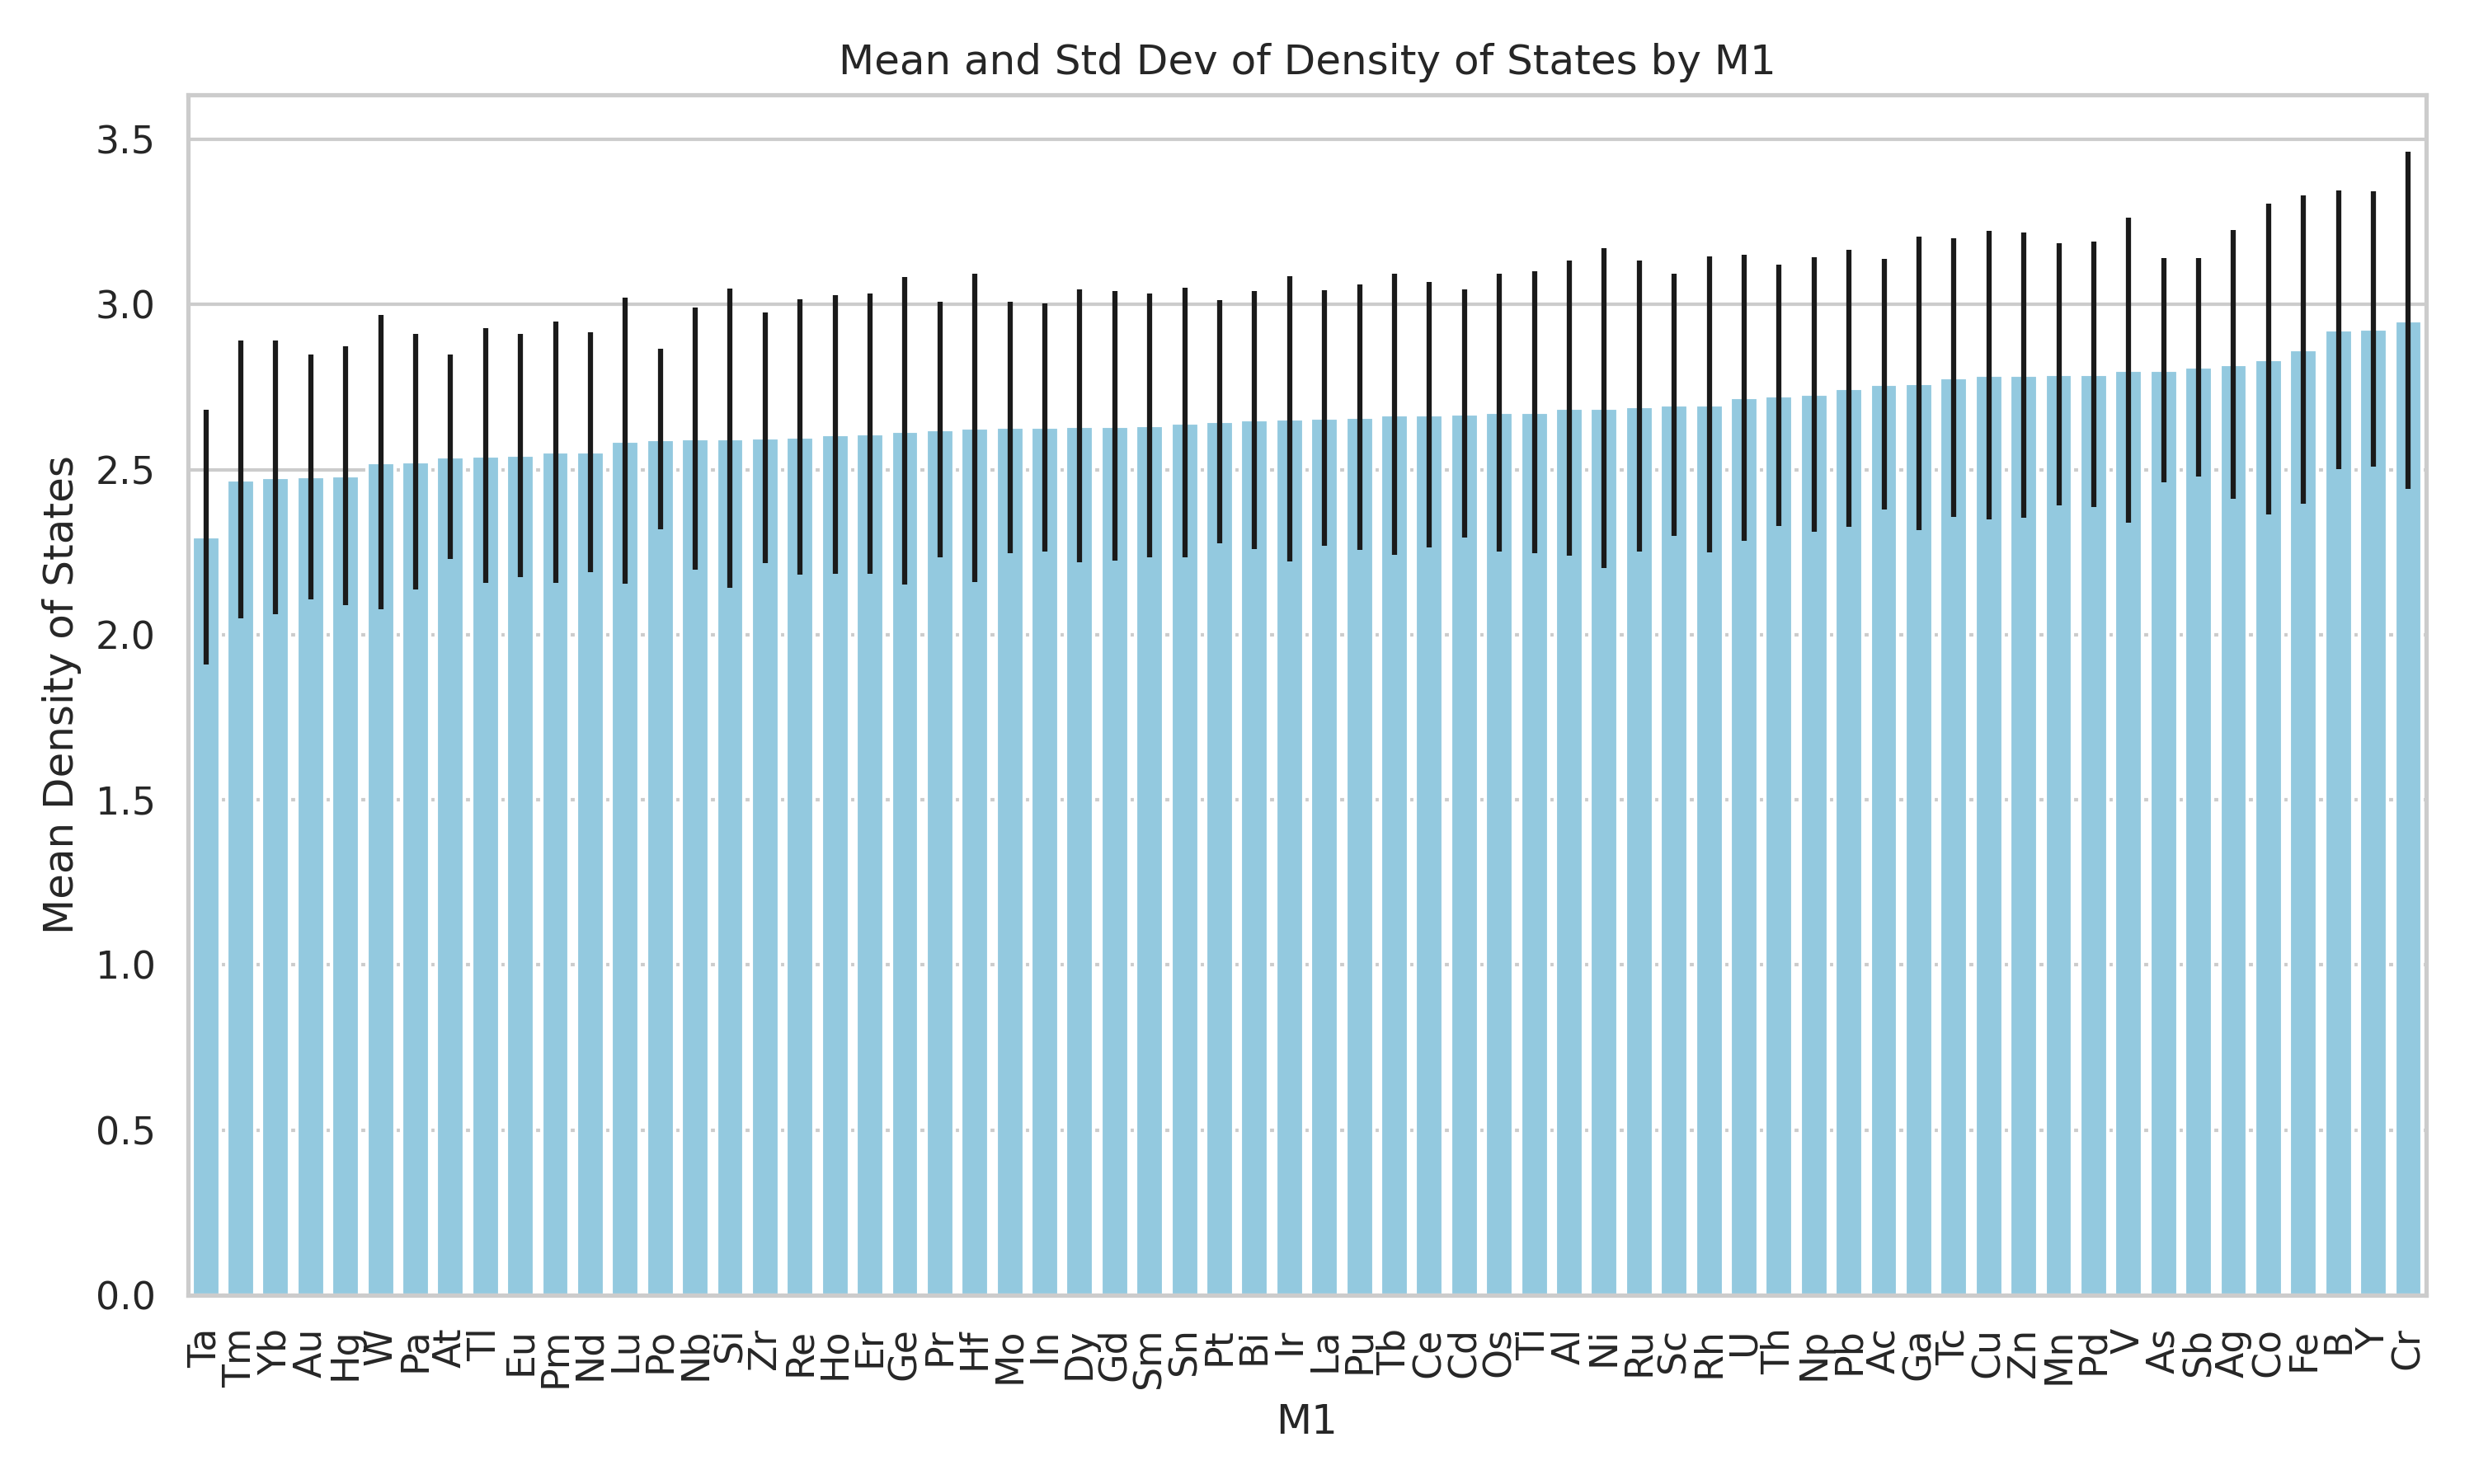 Mean and Std Dev of Density of States by M1
Mean Density of States
3.5
3.0
2.5
2.0
1.5
1.0
0.5
0.0
Ta Tm Yb Au Hg W Pa Att Tl Eu Pm Nd Lu Po Nb Si Zr Re Ho Er Ge Pr Hf Mo In Dy Gd Sm Sn Pt Bi Ir La Pu Tb Ce Cd Os Ti Al Ni Ru Sc Rh U Th Np Pb Ac Ga Tc Cu Zn Mn Pd V As Sb Ag Co Fe B Y Cr
M1